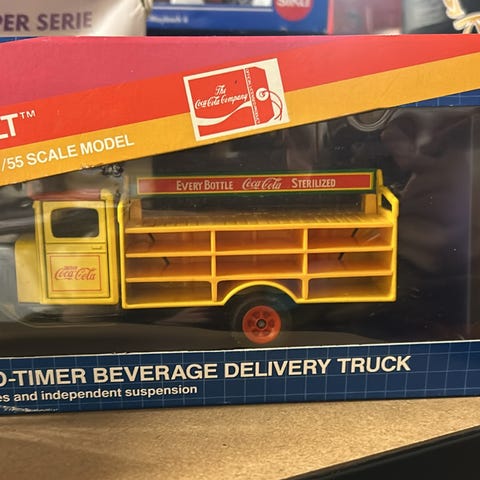 PER SERIE
LT™
/55 SCALE MODEL
The
Coca-Cola Company
EVERY BOTTLE Coca-Cola STERILIZED
Coca-Cola
D-TIMER BEVERAGE DELIVERY TRUCK
es and independent suspension